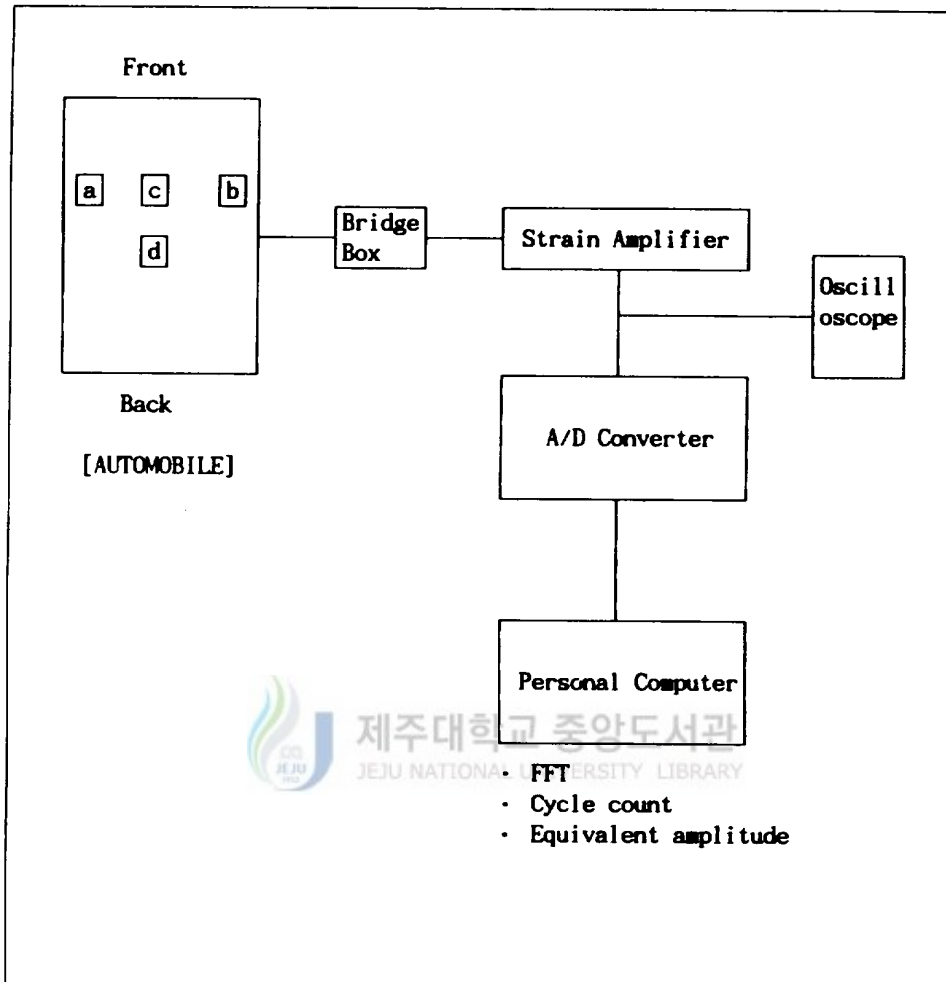 Front
a c b
d
Back
[AUTOMOBILE]
Bridge
Box
Strain Amplifier
Oscill
oscope
A/D Converter
Personal Computer
제주대학교 중앙도서관
JEJU NATIONAL UNIVERSITY LIBRARY
JEJU
· FFT
· Cycle count
· Equivalent amplitude